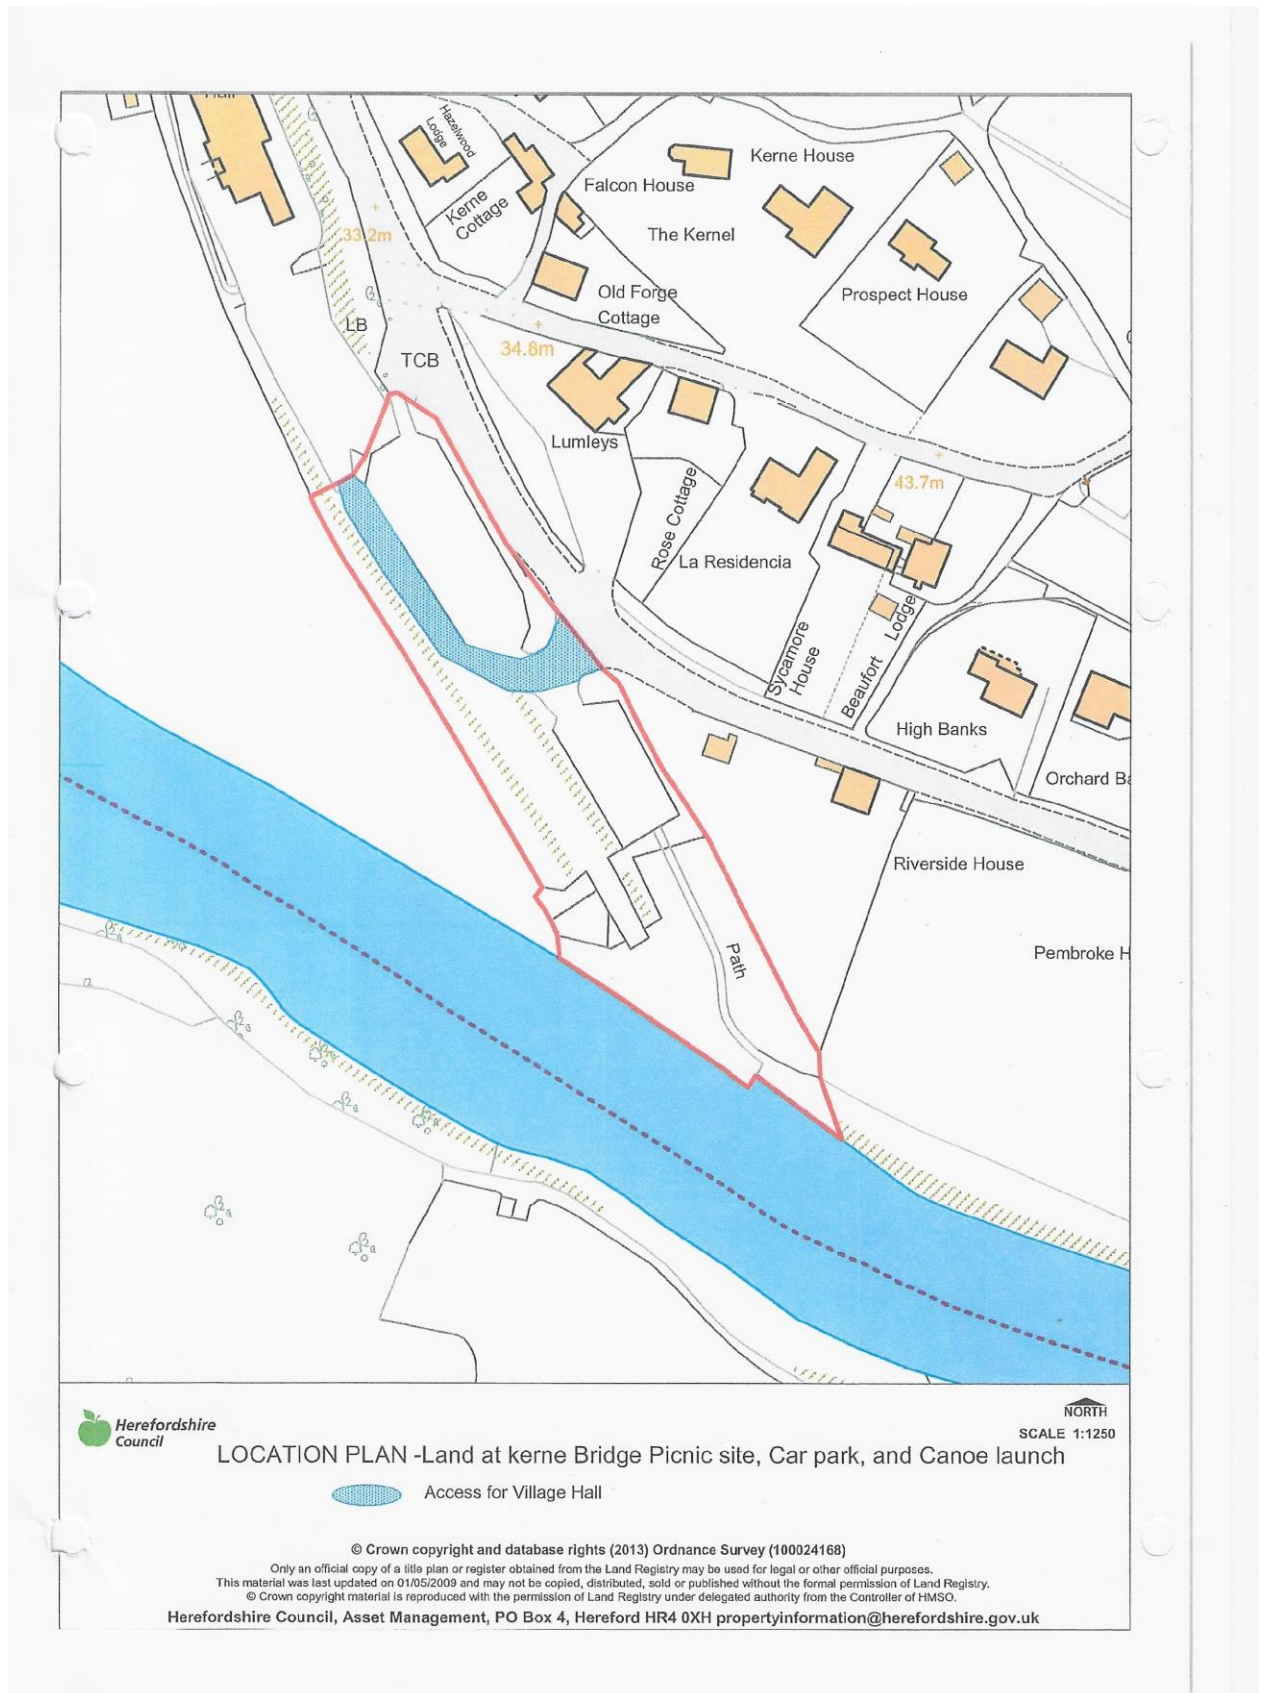 Hall
Hazelwood
Lodge
Kerne House
Falcon House
Kerne
Cottage
The Kernel
33.2m
Old Forge
Cottage
Prospect House
LB
34.8m
TCB
Lumleys
43.7m
Rose Cottage
La Residencia
Sycamore
House
Beaufort Lodge
High Banks
Orchard Ba
Riverside House
Path
Pembroke H
NORTH
SCALE 1:1250
Herefordshire
Council
LOCATION PLAN -Land at kerne Bridge Picnic site, Car park, and Canoe launch
Access for Village Hall
© Crown copyright and database rights (2013) Ordnance Survey (100024168)
Only an official copy of a title plan or register obtained from the Land Registry may be used for legal or other official purposes.
This material was last updated on 01/05/2009 and may not be copied, distributed, sold or published without the formal permission of Land Registry.
© Crown copyright material is reproduced with the permission of Land Registry under delegated authority from the Controller of HMSO.
Herefordshire Council, Asset Management, PO Box 4, Hereford HR4 0XH propertyinformation@herefordshire.gov.uk